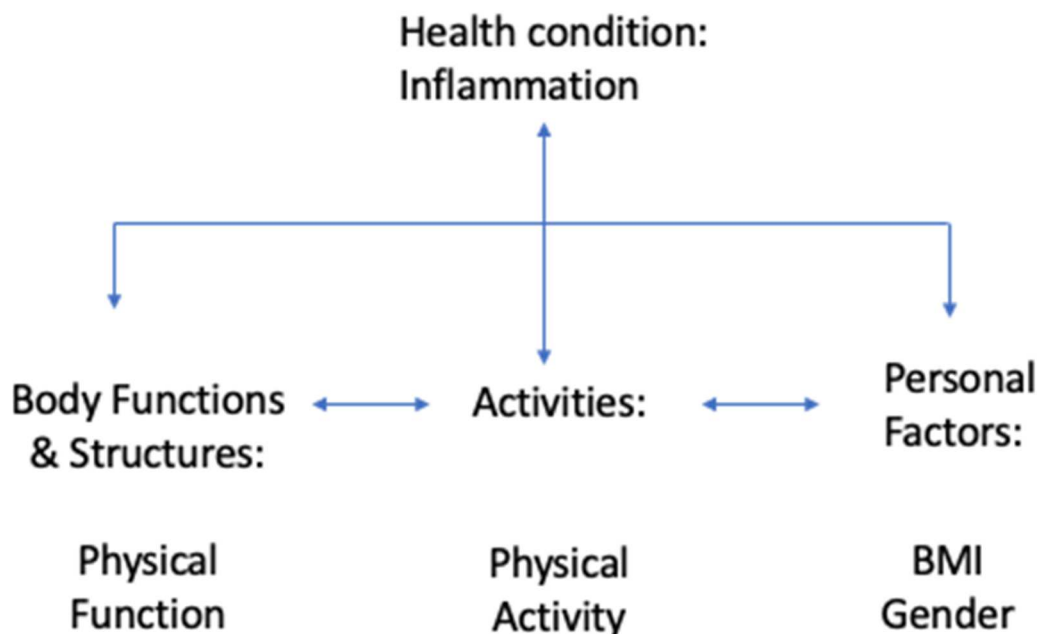 Health condition:
Inflammation
Body Functions
& Structures:
Activities:
Personal
Factors:
Physical
Function
Physical
Activity
BMI
Gender